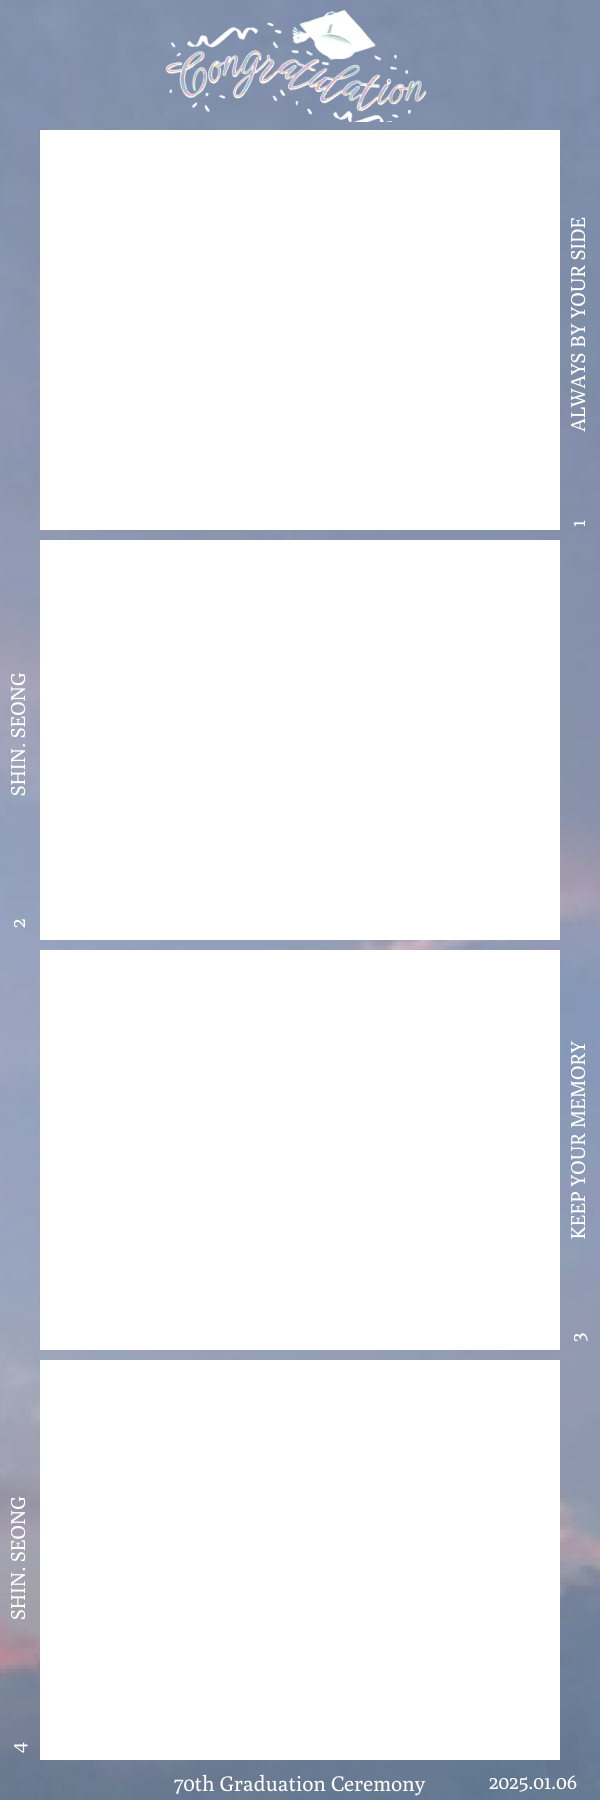 Congratulation
ALWAYS BY YOUR SIDE
1
SHIN. SEONG
2
KEEP YOUR MEMORY
3
SHIN. SEONG
4
70th Graduation Ceremony
2025.01.06